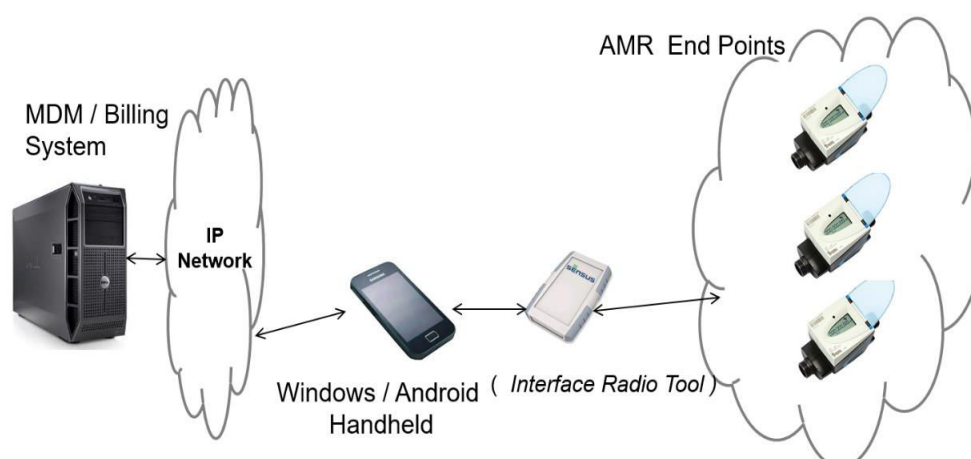 AMR End Points
MDM / Billing
System
IP
Network
SENSUS
Windows / Android
Handheld
( Interface Radio Tool )